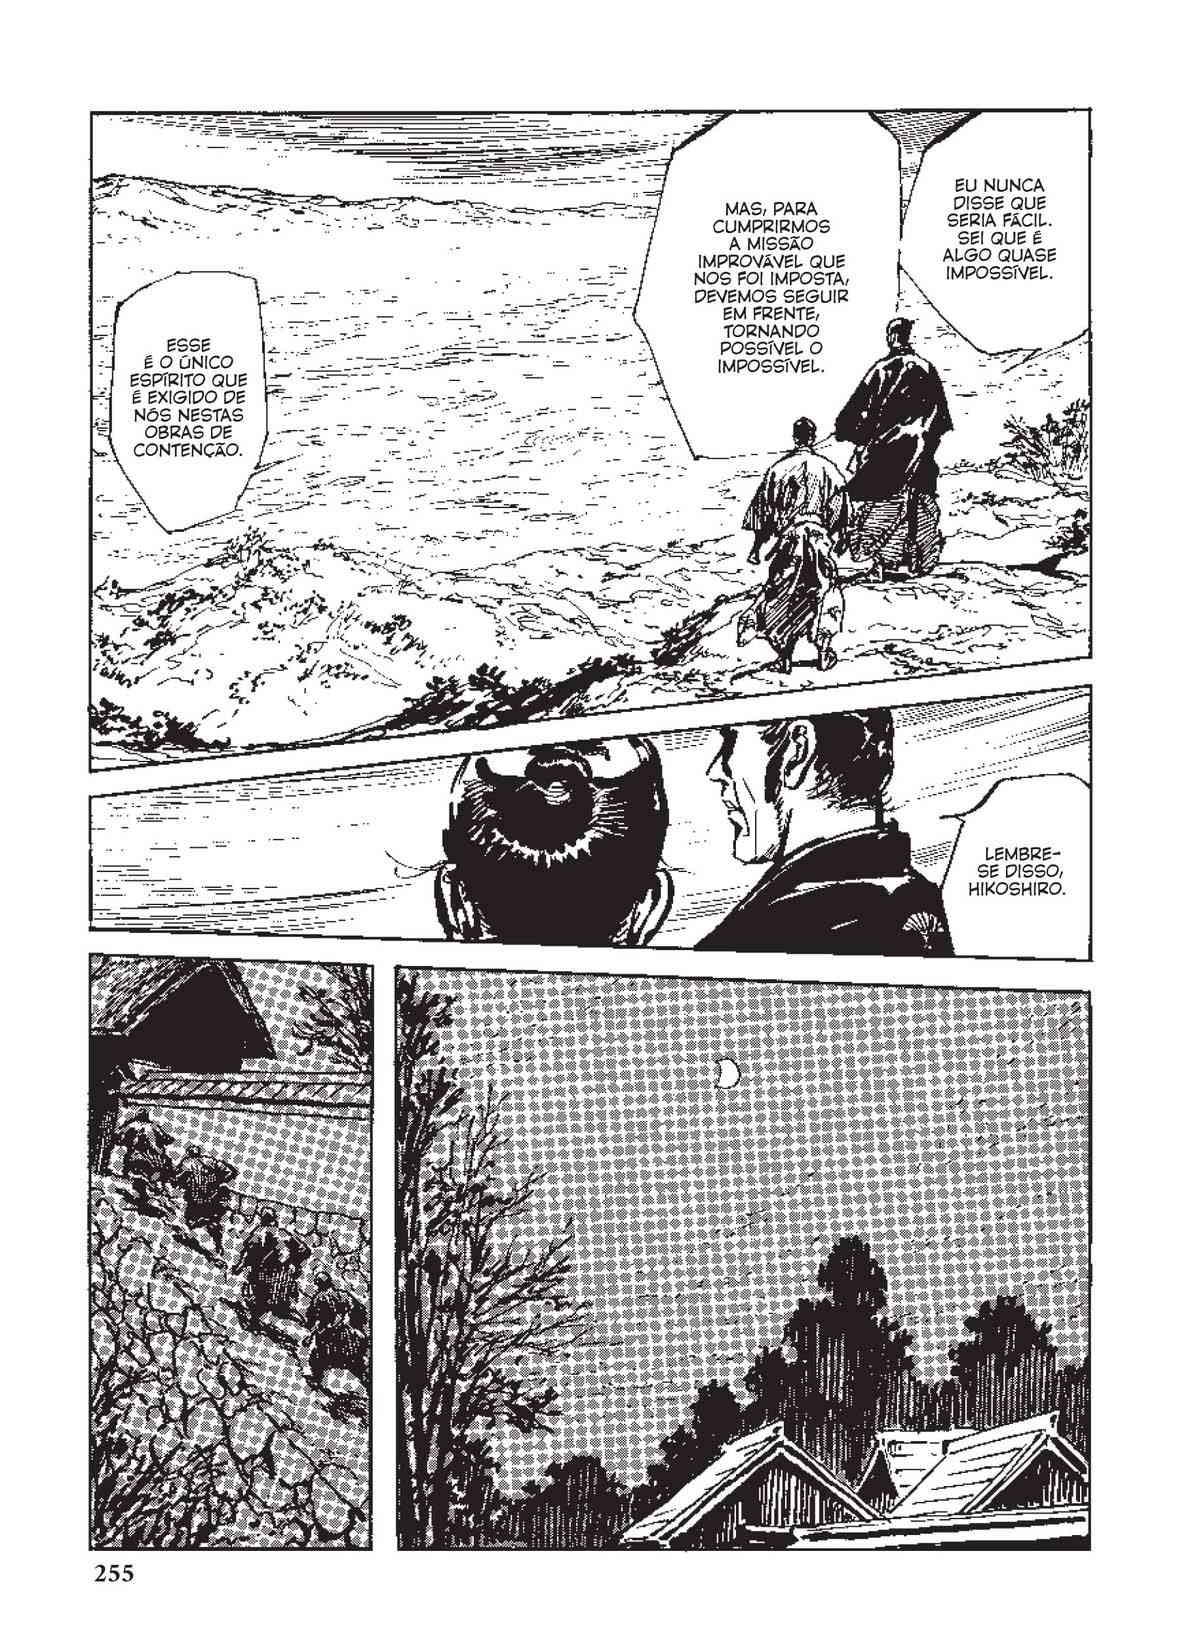 EU NUNCA
DISSE QUE
SERIA FÁCIL.
SEI QUE É
ALGO QUASE
IMPOSSÍVEL.
MAS, PARA
CUMPRIRMOS
A MISSÃO
IMPROVÁVEL QUE
NOS FOI IMPOSTA,
DEVEMOS SEGUIR
EM FRENTE,
TORNANDO
POSSÍVEL O
IMPOSSÍVEL.
ESSE
É O ÚNICO
ESPÍRITO QUE
É EXIGIDO DE
NÓS NESTAS
OBRAS DE
CONTENÇÃO.
LEMBRE-
SE DISSO,
HIKOSHIRO.
255